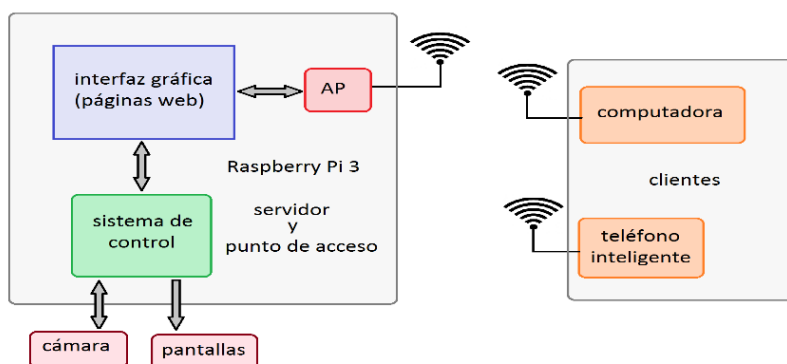 interfaz gráfica
(páginas web)
AP
Raspberry Pi 3
servidor
y
punto de acceso
sistema de
control
cámara
pantallas
computadora
clientes
teléfono
inteligente